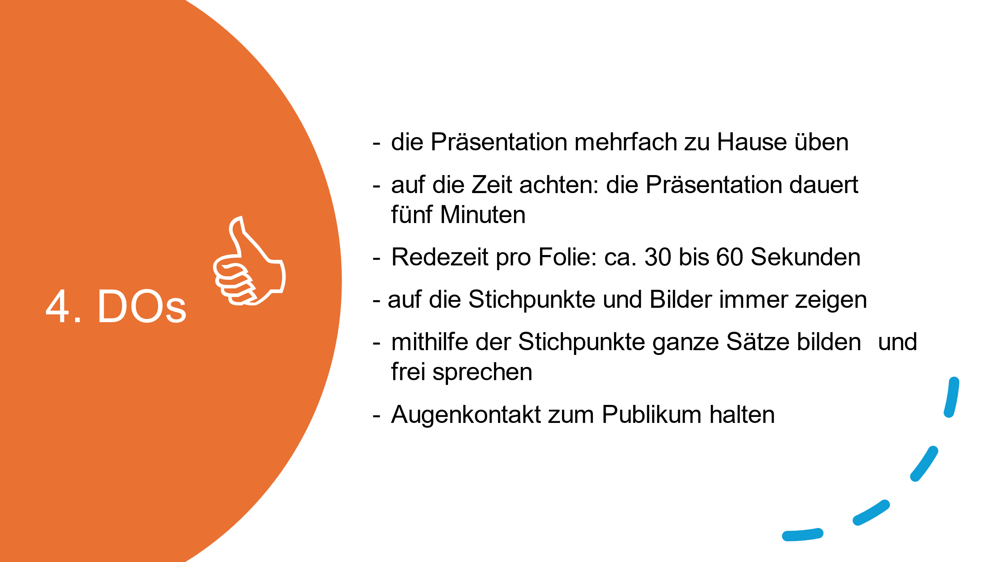 4. DOs
- die Präsentation mehrfach zu Hause üben
- auf die Zeit achten: die Präsentation dauert
fünf Minuten
- Redezeit pro Folie: ca. 30 bis 60 Sekunden
- auf die Stichpunkte und Bilder immer zeigen
- mithilfe der Stichpunkte ganze Sätze bilden und
frei sprechen
- Augenkontakt zum Publikum halten